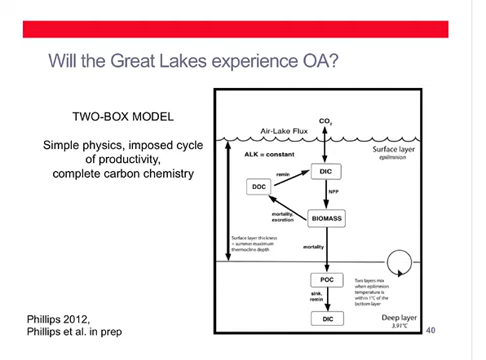 Will the Great Lakes experience OA?
TWO-BOX MODEL
Simple physics, imposed cycle
of productivity,
complete carbon chemistry
CO2
Air-Lake Flux
Surface layer
epilimnion
ALK = constant
DIC
remin
DOC
NPP
mortality,
excretion
BIOMASS
Surface layer thickness
= summer maximum
thermocline depth
mortality
POC
Two layers mix
when epilimnion
temperature is
within 1°C of the
bottom layer
sink,
remin
DIC
Deep layer
3.91°C
Phillips 2012,
Phillips et al. in prep
40